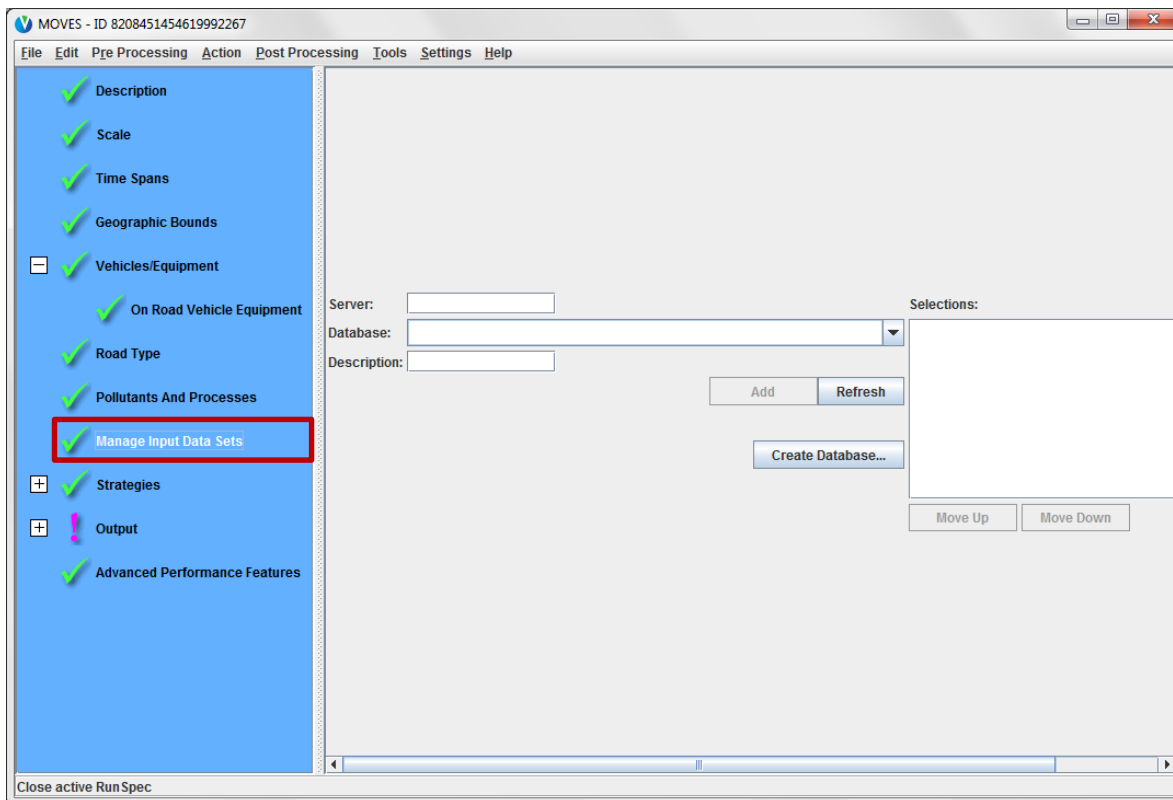 MOVES - ID 8208451454619992267
File Edit Pre Processing Action Post Processing Tools Settings Help
Description
Scale
Time Spans
Geographic Bounds
Vehicles/Equipment
On Road Vehicle Equipment
Road Type
Pollutants And Processes
Manage Input Data Sets
Strategies
Output
Advanced Performance Features
Server:
Database:
Description:
Add Refresh
Create Database...
Selections:
Move Up Move Down
Close active RunSpec